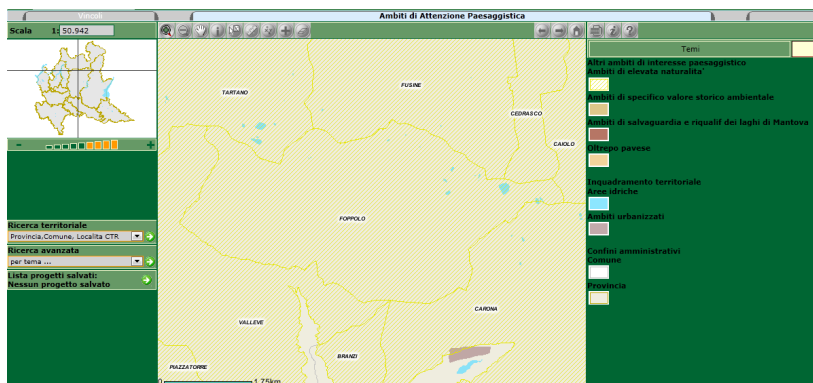 Vincoli
Ambiti di Attenzione Paesaggistica
Scala 1: 50.942
Temi
Altri ambiti di interesse paesaggistico
Ambiti di elevata naturalita'
Ambiti di specifico valore storico ambientale
Ambiti di salvaguardia e riqualif dei laghi di Mantova
Oltrepo pavese
Inquadramento territoriale
Aree idriche
Ambiti urbanizzati
Confini amministrativi
Comune
Provincia
TARTANO
FUSINE
CEDRASCO
CAIOLO
FOPPOLO
CARONA
VALLEVE
BRANZI
PIAZZATORRE
0 1.75km
- +
Ricerca territoriale
Provincia,Comune, Localita CTR
Ricerca avanzata
per tema ...
Lista progetti salvati:
Nessun progetto salvato